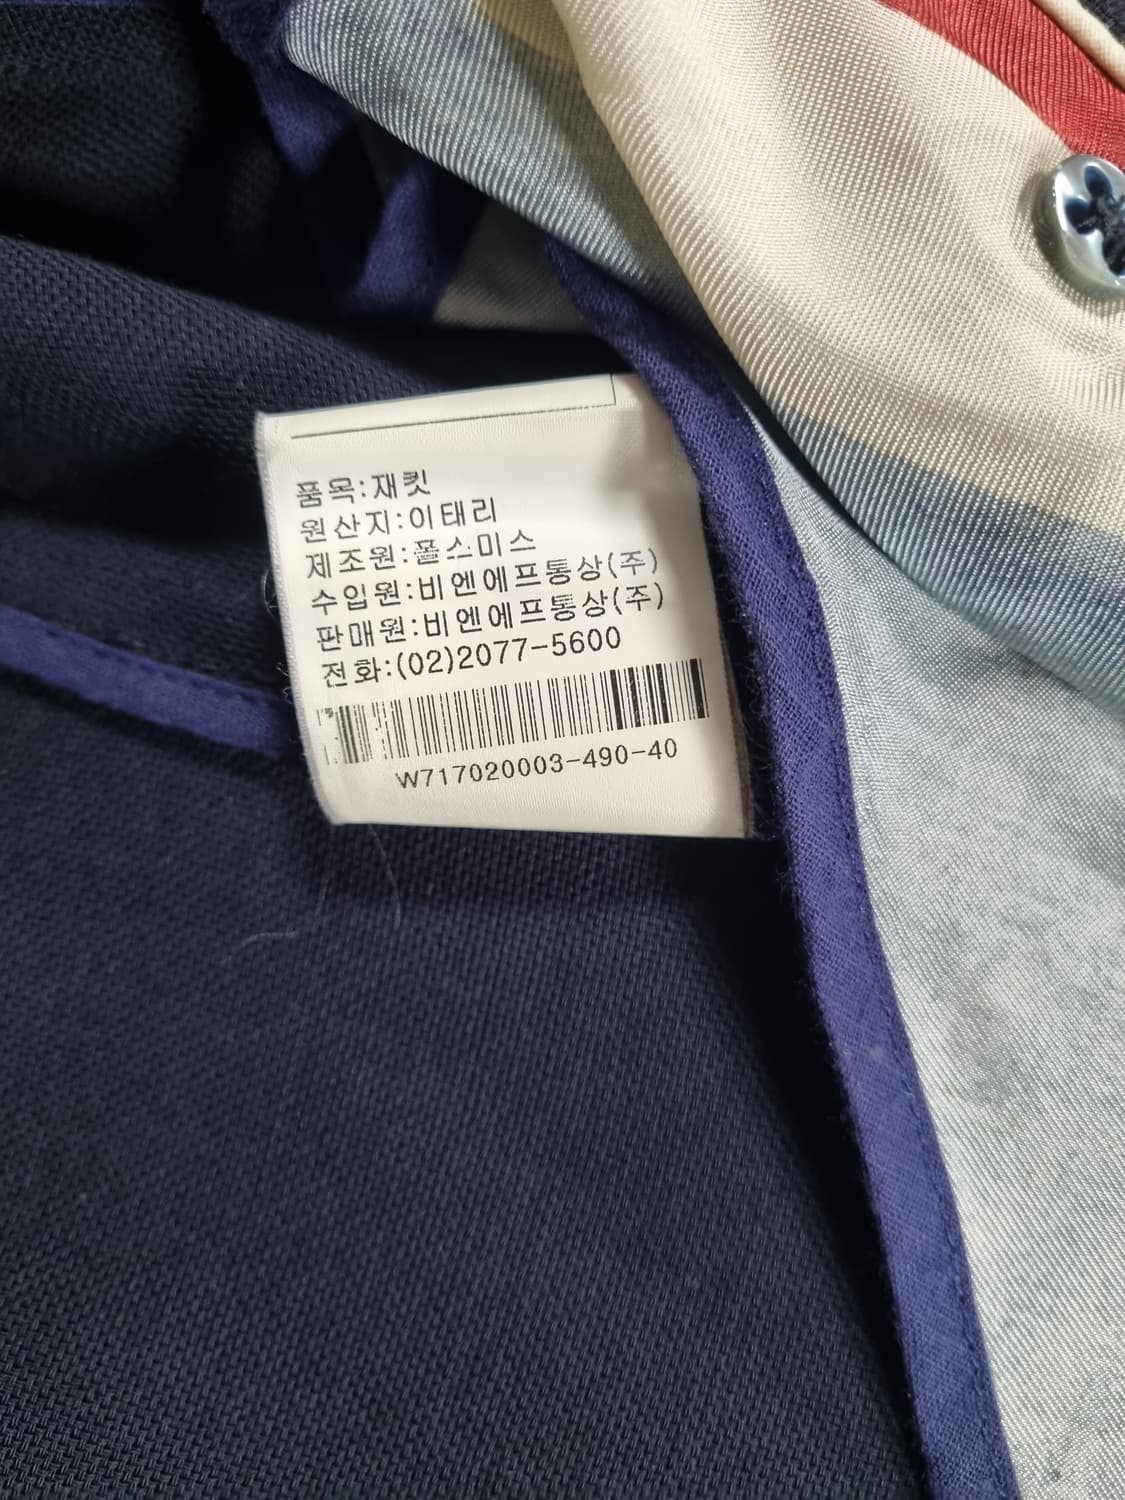 품목:재킷
원산지:이태리
제조원:폴스미스
수입원:비엔에프통상(주)
판매원:비엔에프통상(주)
전화:(02)2077-5600
W717020003-490-40